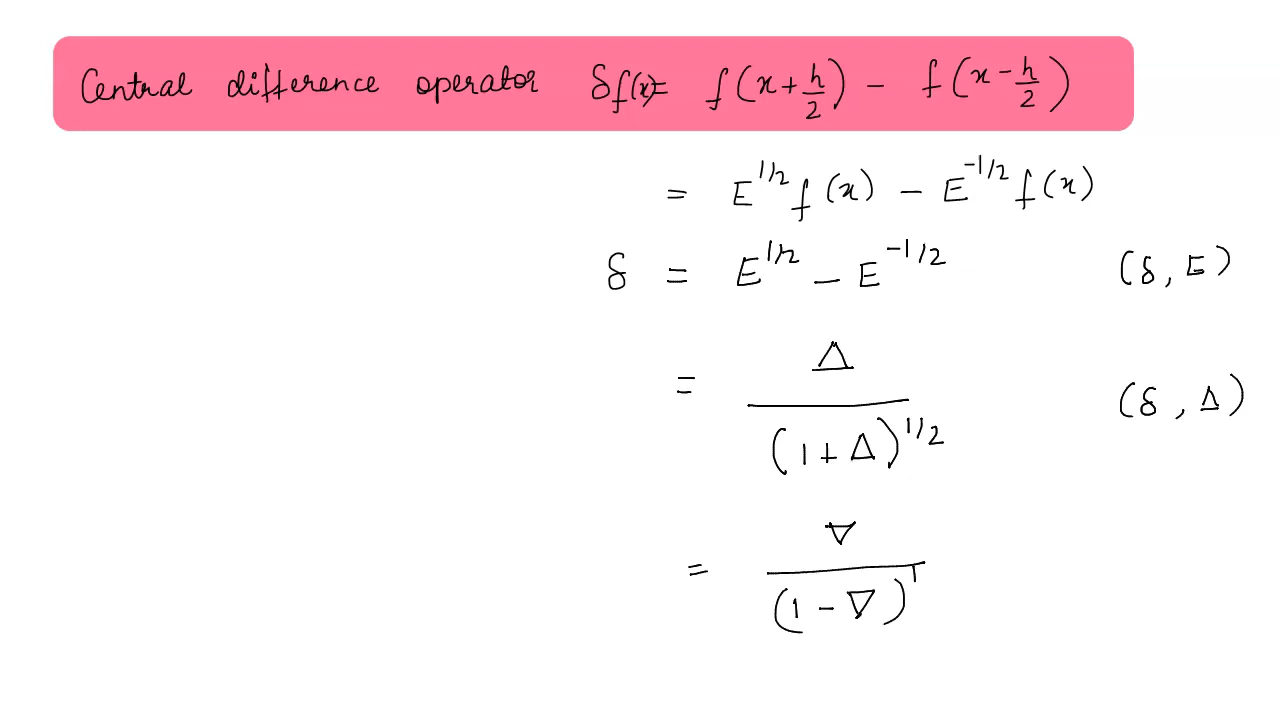 Central difference operator δf(x)= f(x+h/2) - f(x-h/2)
= E^1/2 f(x) - E^-1/2 f(x)
δ = E^1/2 - E^-1/2 (δ, E)
= Δ/(1+Δ)^1/2 (δ, Δ)
= ∇/(1-∇)^1